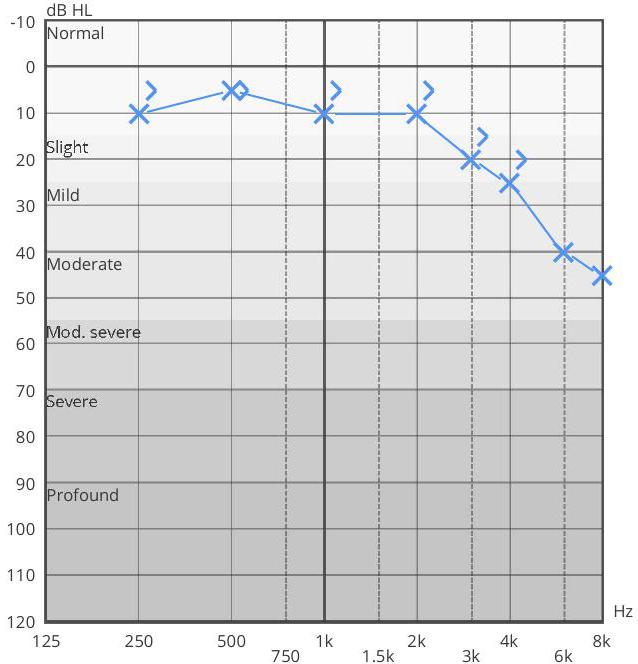 dB HL
-10
Normal
0
10
Slight
20
Mild
30
40
Moderate
50
Mod. severe
60
70
Severe
80
90
Profound
100
110
120
Hz
125 250 500 1k 2k 4k 8k
750 1.5k 3k 6k